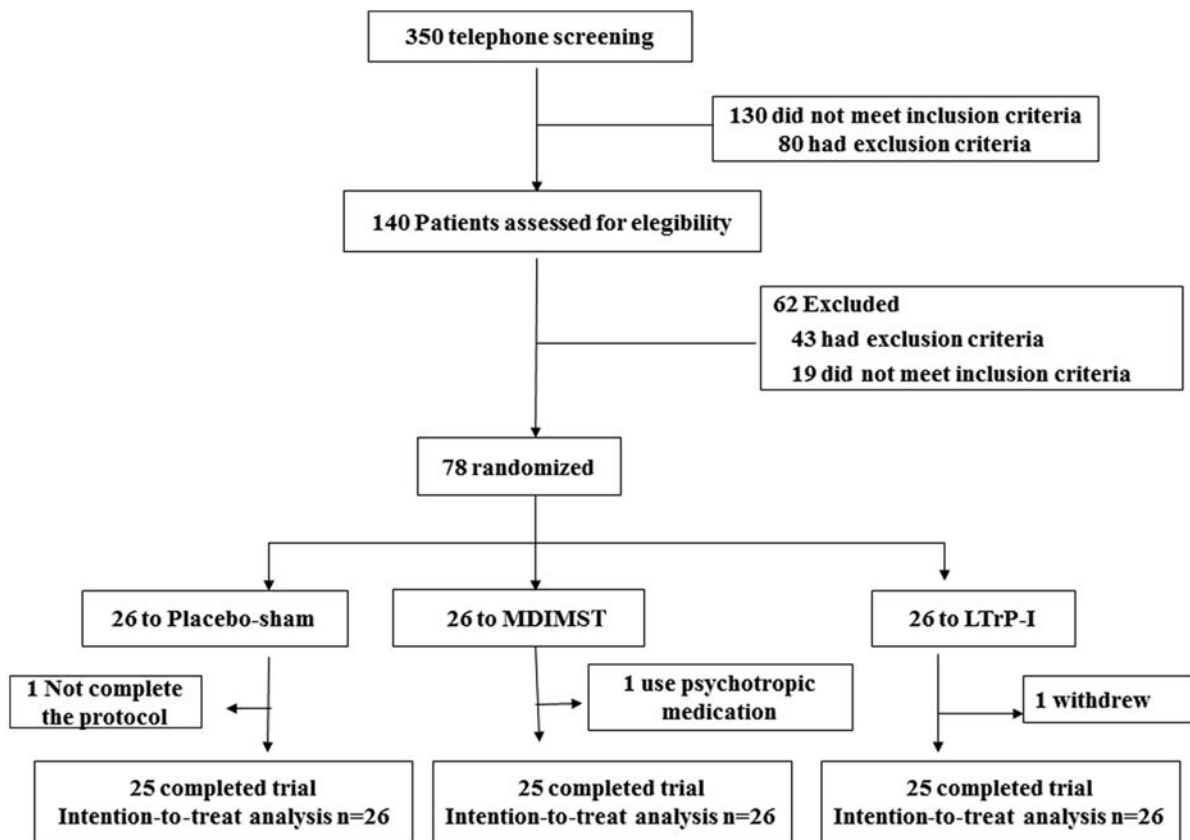 350 telephone screening
130 did not meet inclusion criteria
80 had exclusion criteria
140 Patients assessed for elegibility
62 Excluded
43 had exclusion criteria
19 did not meet inclusion criteria
78 randomized
26 to Placebo-sham
26 to MDIMST
26 to LTrP-I
1 Not complete
the protocol
1 use psychotropic
medication
1 withdrew
25 completed trial
Intention-to-treat analysis n=26
25 completed trial
Intention-to-treat analysis n=26
25 completed trial
Intention-to-treat analysis n=26